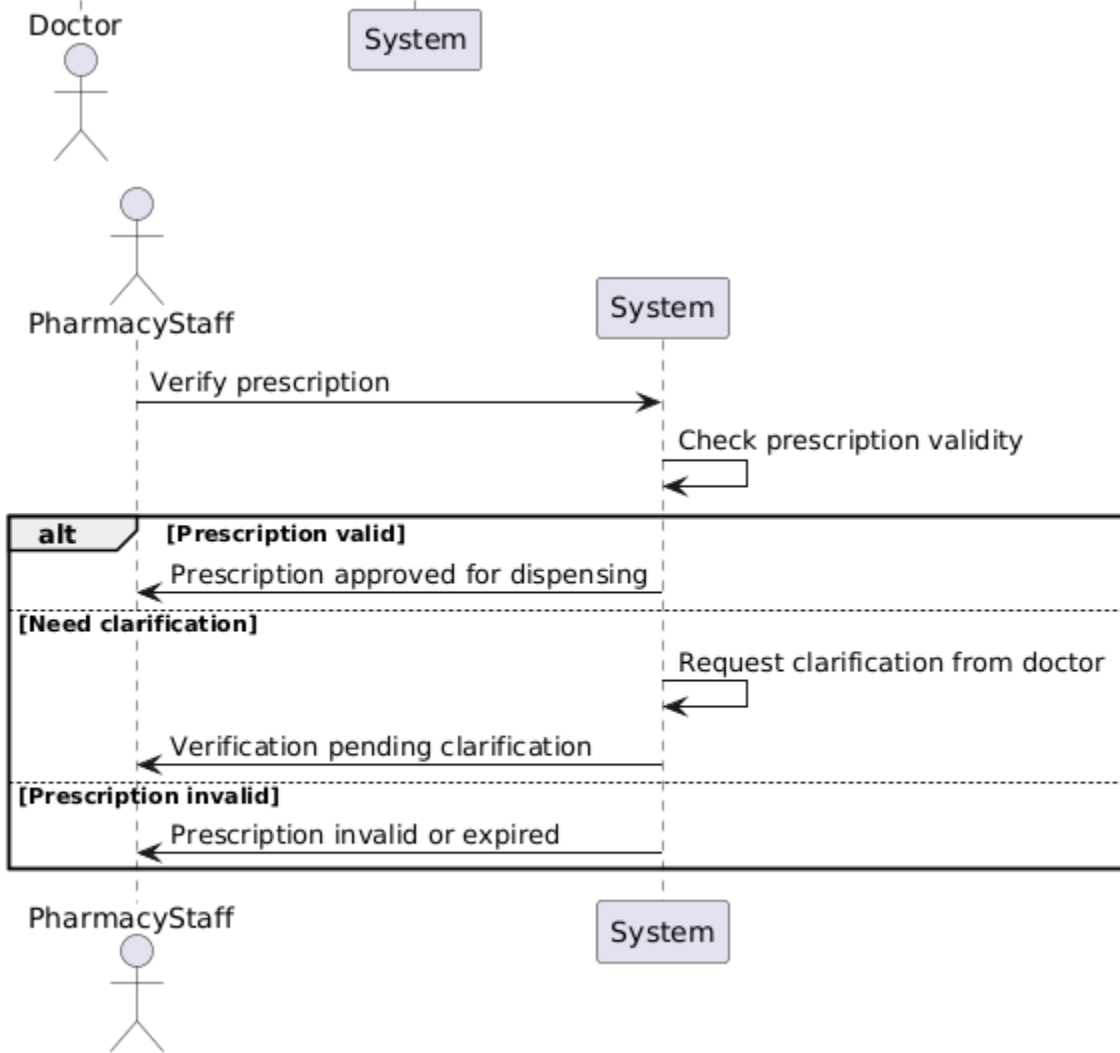 Doctor
System
PharmacyStaff
System
Verify prescription
Check prescription validity
alt [Prescription valid]
Prescription approved for dispensing
[Need clarification]
Request clarification from doctor
Verification pending clarification
[Prescription invalid]
Prescription invalid or expired
PharmacyStaff
System